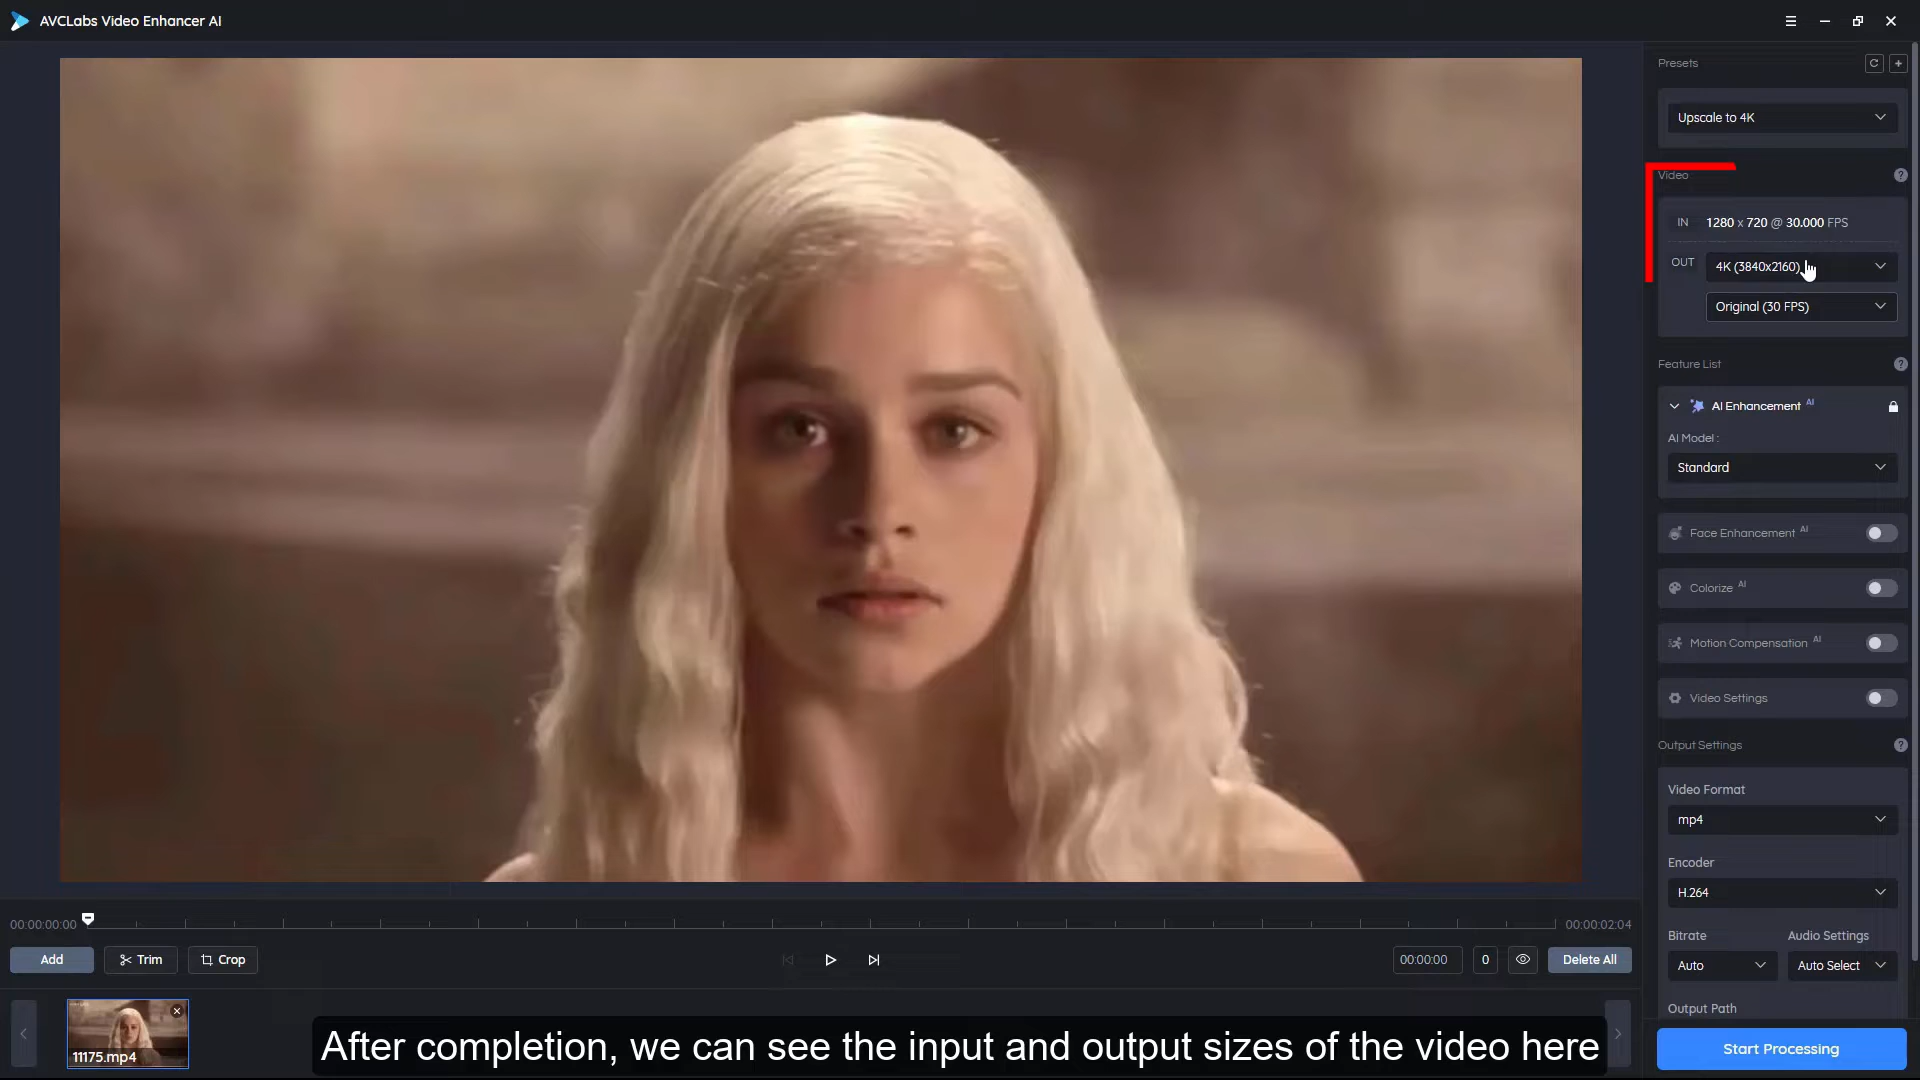 AVCLabs Video Enhancer AI
Presets
Upscale to 4K
Video
IN 1280 x 720 @ 30.000 FPS
OUT 4K (3840x2160)
Original (30 FPS)
Feature List
AI Enhancement AI
AI Model :
Standard
Face Enhancement AI
Colorize AI
Motion Compensation AI
Video Settings
Output Settings
Video Format
mp4
Encoder
H.264
Bitrate Audio Settings
Auto Auto Select
Output Path
Start Processing
00:00:00:00 00:00:02:04
Add Trim Crop 00:00:00 0 Delete All
11175.mp4
After completion, we can see the input and output sizes of the video here